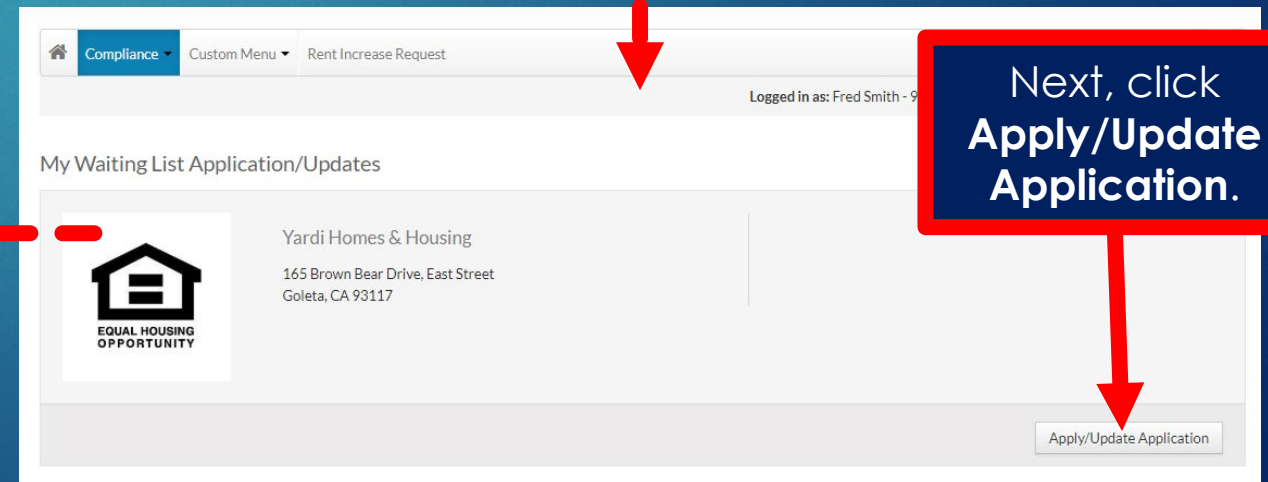 Compliance Custom Menu Rent Increase Request
Logged in as: Fred Smith - 9
Next, click
Apply/Update
Application.
My Waiting List Application/Updates
Yardi Homes & Housing
165 Brown Bear Drive, East Street
Goleta, CA 93117
EQUAL HOUSING
OPPORTUNITY
Apply/Update Application